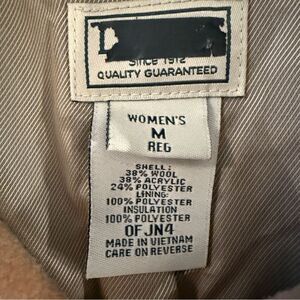 Since 1912
QUALITY GUARANTEED
WOMEN'S
M
REG
SHELL:
38% WOOL
38% ACRYLIC
24% POLYESTER
LINING:
100% POLYESTER
INSULATION
100% POLYESTER
0FJN4
MADE IN VIETNAM
CARE ON REVERSE